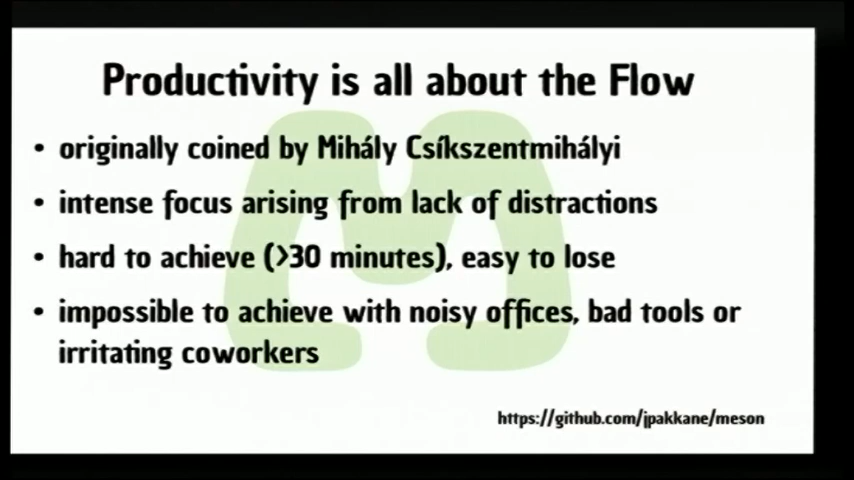 Productivity is all about the Flow
• originally coined by Mihály Csíkszentmihályi
• intense focus arising from lack of distractions
• hard to achieve (>30 minutes), easy to lose
• impossible to achieve with noisy offices, bad tools or
irritating coworkers
https://github.com/jpakkane/meson